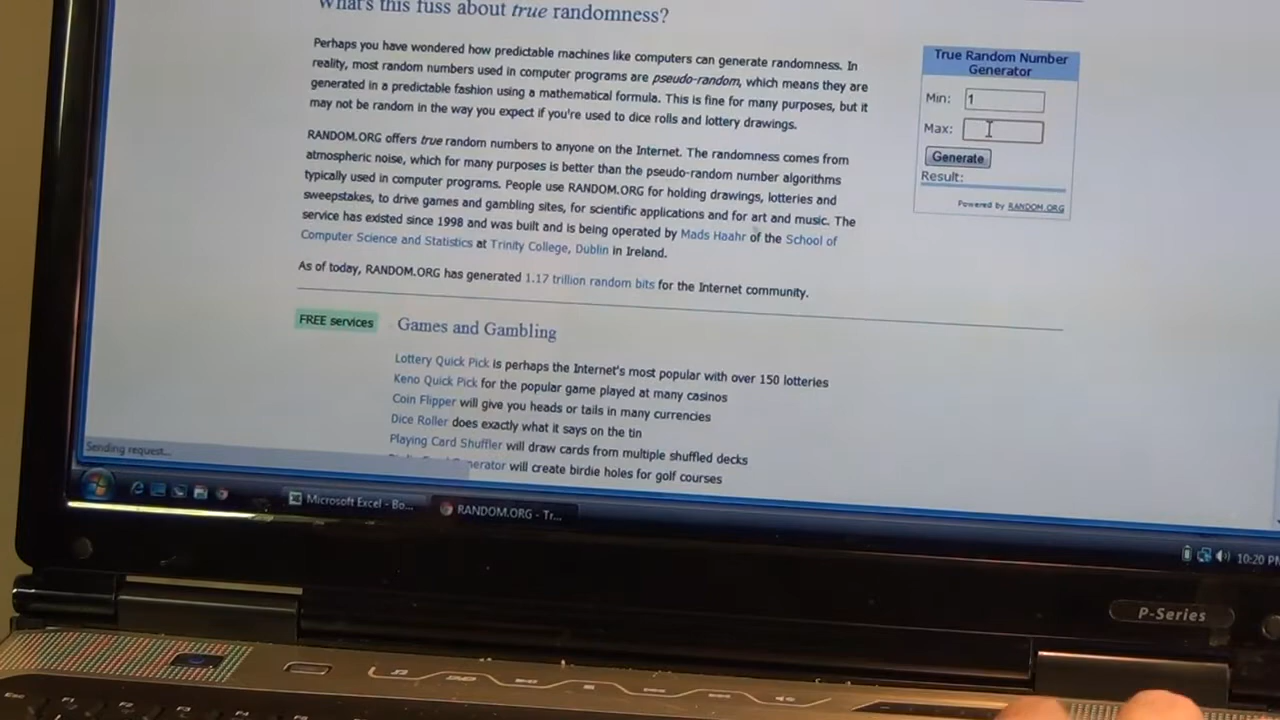 What's this fuss about true randomness?
Perhaps you have wondered how predictable machines like computers can generate randomness. In
reality, most random numbers used in computer programs are pseudo-random, which means they are
generated in a predictable fashion using a mathematical formula. This is fine for many purposes, but it
may not be random in the way you expect if you're used to dice rolls and lottery drawings.
RANDOM.ORG offers true random numbers to anyone on the Internet. The randomness comes from
atmospheric noise, which for many purposes is better than the pseudo-random number algorithms
typically used in computer programs. People use RANDOM.ORG for holding drawings, lotteries and
sweepstakes, to drive games and gambling sites, for scientific applications and for art and music. The
service has existed since 1998 and was built and is being operated by Mads Haahr of the School of
Computer Science and Statistics at Trinity College, Dublin in Ireland.
As of today, RANDOM.ORG has generated 1.17 trillion random bits for the Internet community.
True Random Number
Generator
Min: 1
Max:
Generate
Result:
Powered by RANDOM.ORG
FREE services
Games and Gambling
Lottery Quick Pick is perhaps the Internet's most popular with over 150 lotteries
Keno Quick Pick for the popular game played at many casinos
Coin Flipper will give you heads or tails in many currencies
Dice Roller does exactly what it says on the tin
Playing Card Shuffler will draw cards from multiple shuffled decks
will create birdie holes for golf courses
Sending request...
Microsoft Excel - Bo...
RANDOM.ORG - Tr...
10:20 PM
P-Series
Esc
F1
F2
F3
F4